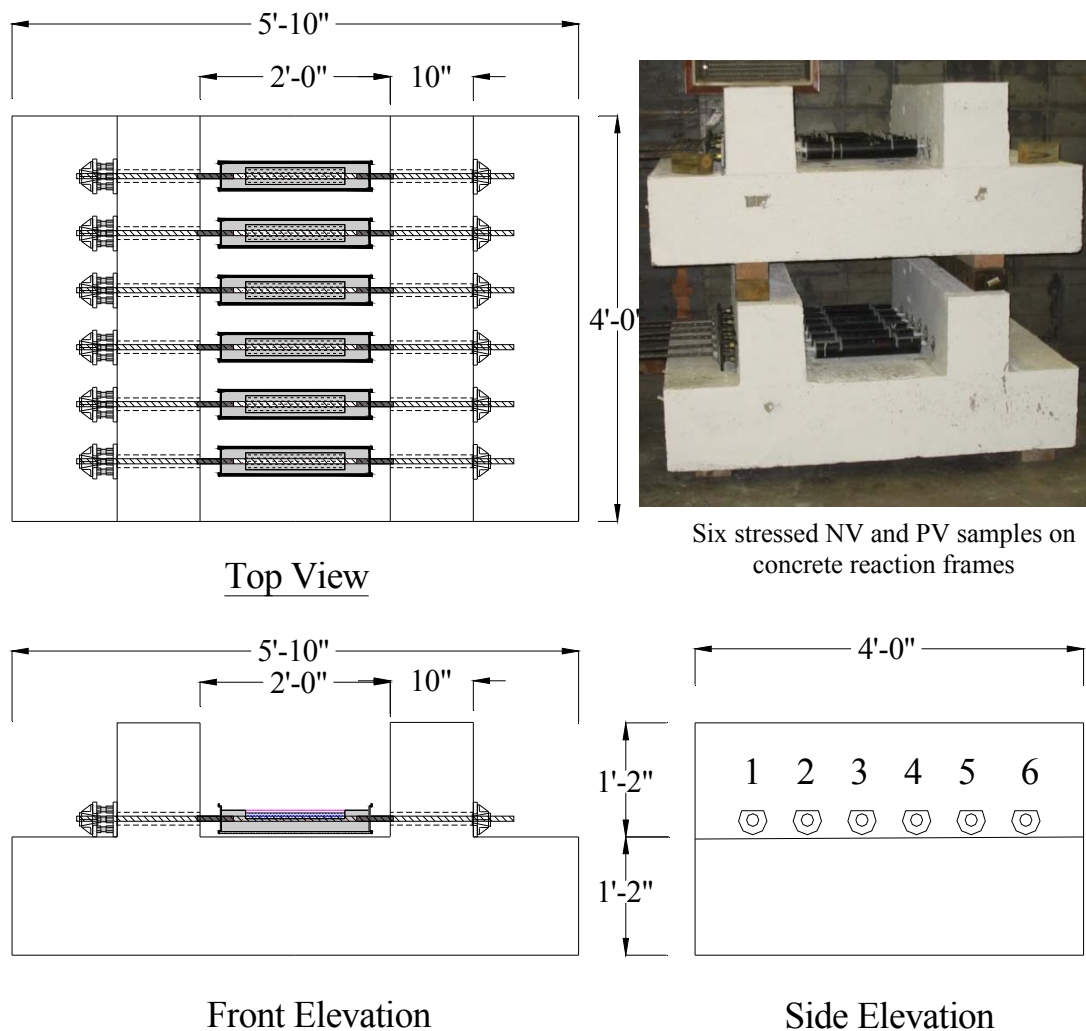 5'-10"
2'-0"
10"
4'-0"
Top View
Six stressed NV and PV samples on
concrete reaction frames
5'-10"
2'-0"
10"
1'-2"
1'-2"
Front Elevation
4'-0"
1 2 3 4 5 6
Side Elevation